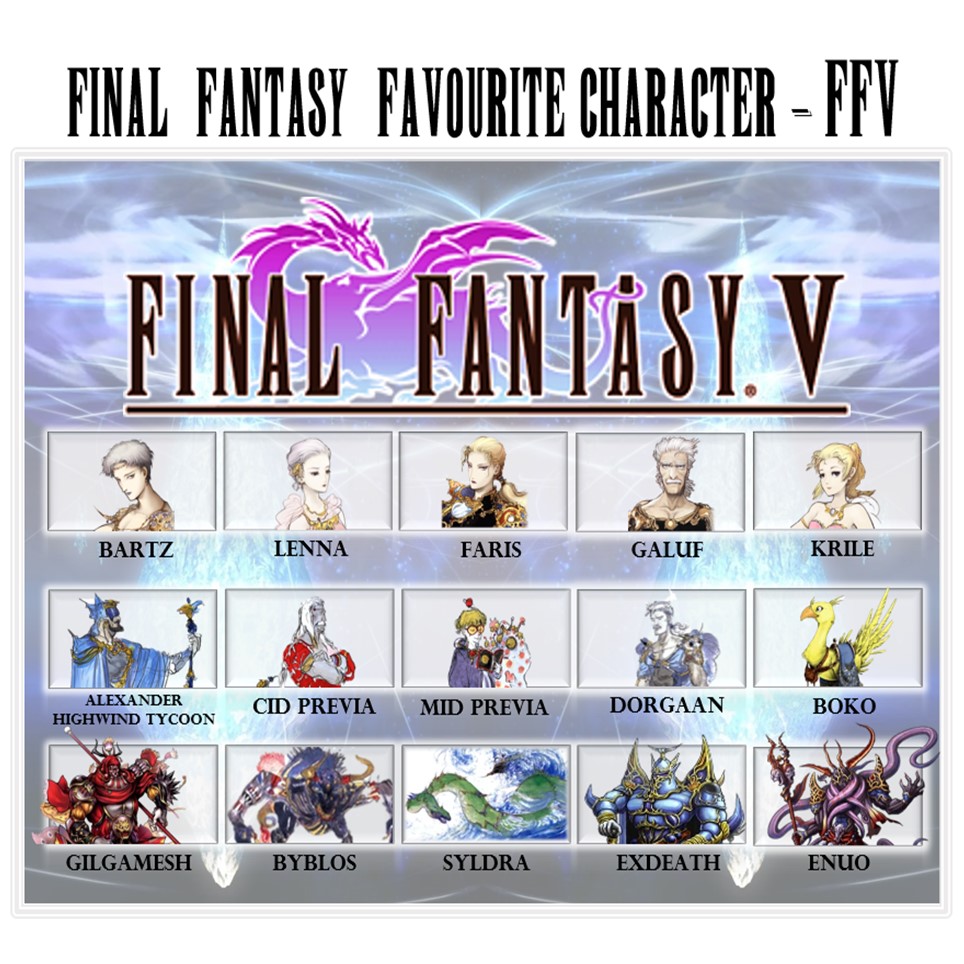 FINAL FANTASY FAVOURITE CHARACTER – FFV
FINAL FANTASY® V
BARTZ LENNA FARIS GALUF KRILE
ALEXANDER HIGHWIND TYCOON CID PREVIA MID PREVIA DORGAAN BOKO
GILGAMESH BYBLOS SYLDRA EXDEATH ENUO